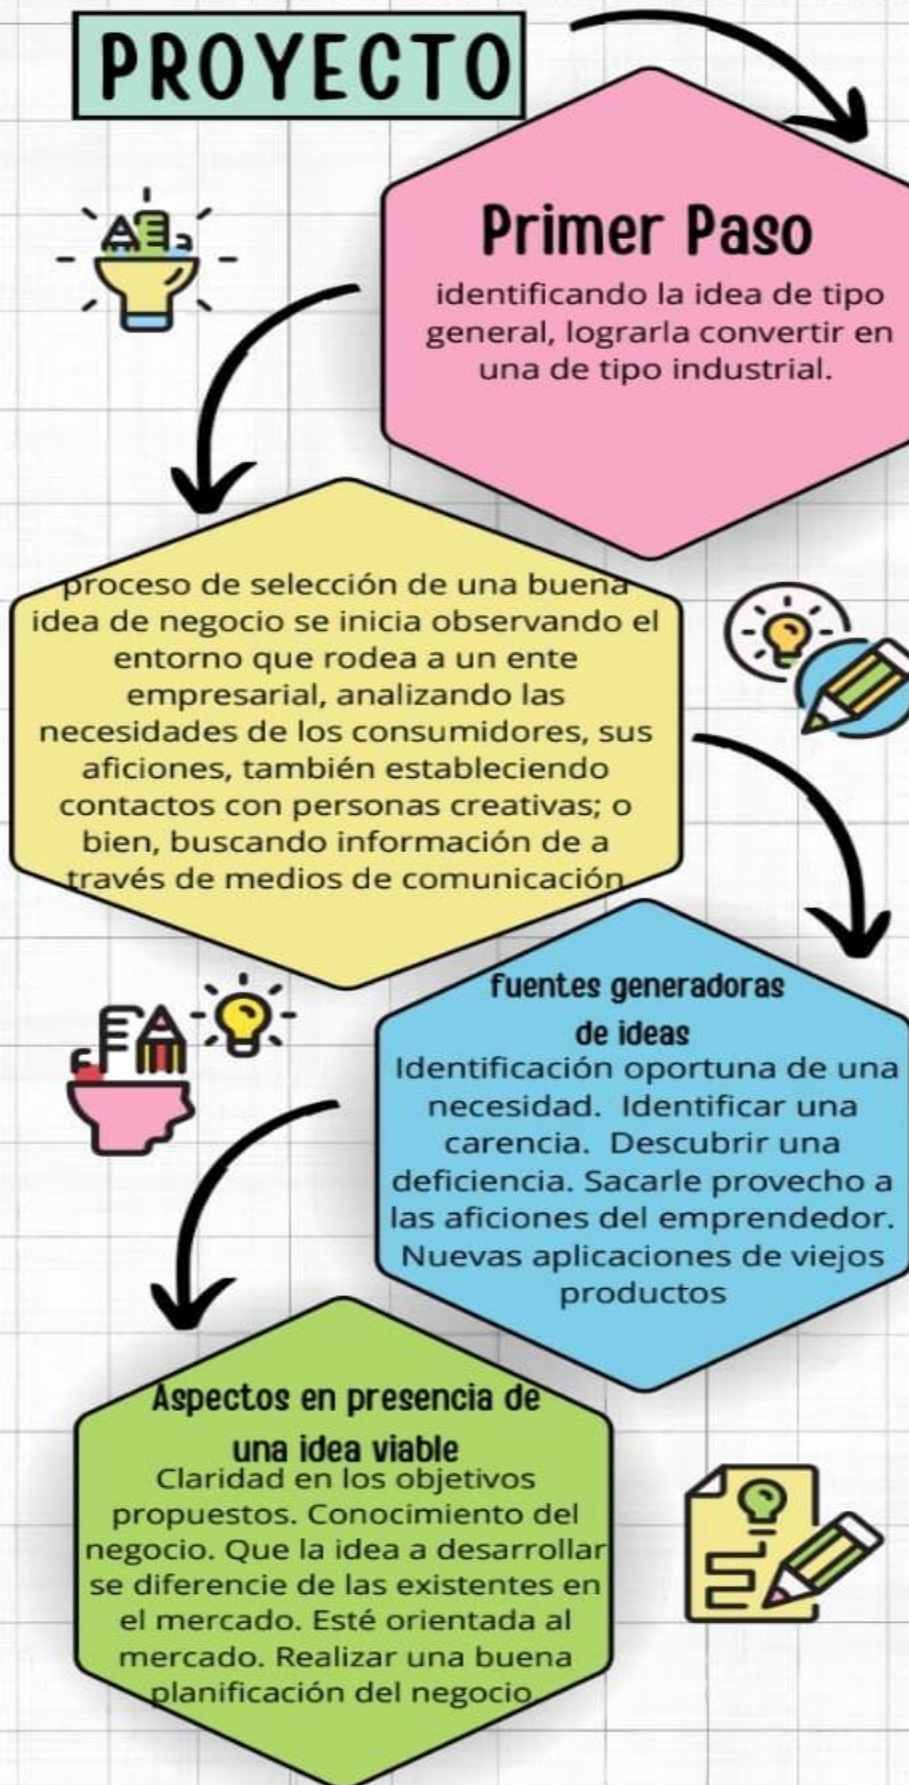 PROYECTO
Primer Paso
identificando la idea de tipo
general, lograrla convertir en
una de tipo industrial.
proceso de selección de una buena
idea de negocio se inicia observando el
entorno que rodea a un ente
empresarial, analizando las
necesidades de los consumidores, sus
aficiones, también estableciendo
contactos con personas creativas; o
bien, buscando información de a
través de medios de comunicación
fuentes generadoras
de ideas
Identificación oportuna de una
necesidad. Identificar una
carencia. Descubrir una
deficiencia. Sacarle provecho a
las aficiones del emprendedor.
Nuevas aplicaciones de viejos
productos
Aspectos en presencia de
una idea viable
Claridad en los objetivos
propuestos. Conocimiento del
negocio. Que la idea a desarrollar
se diferencie de las existentes en
el mercado. Esté orientada al
mercado. Realizar una buena
planificación del negocio